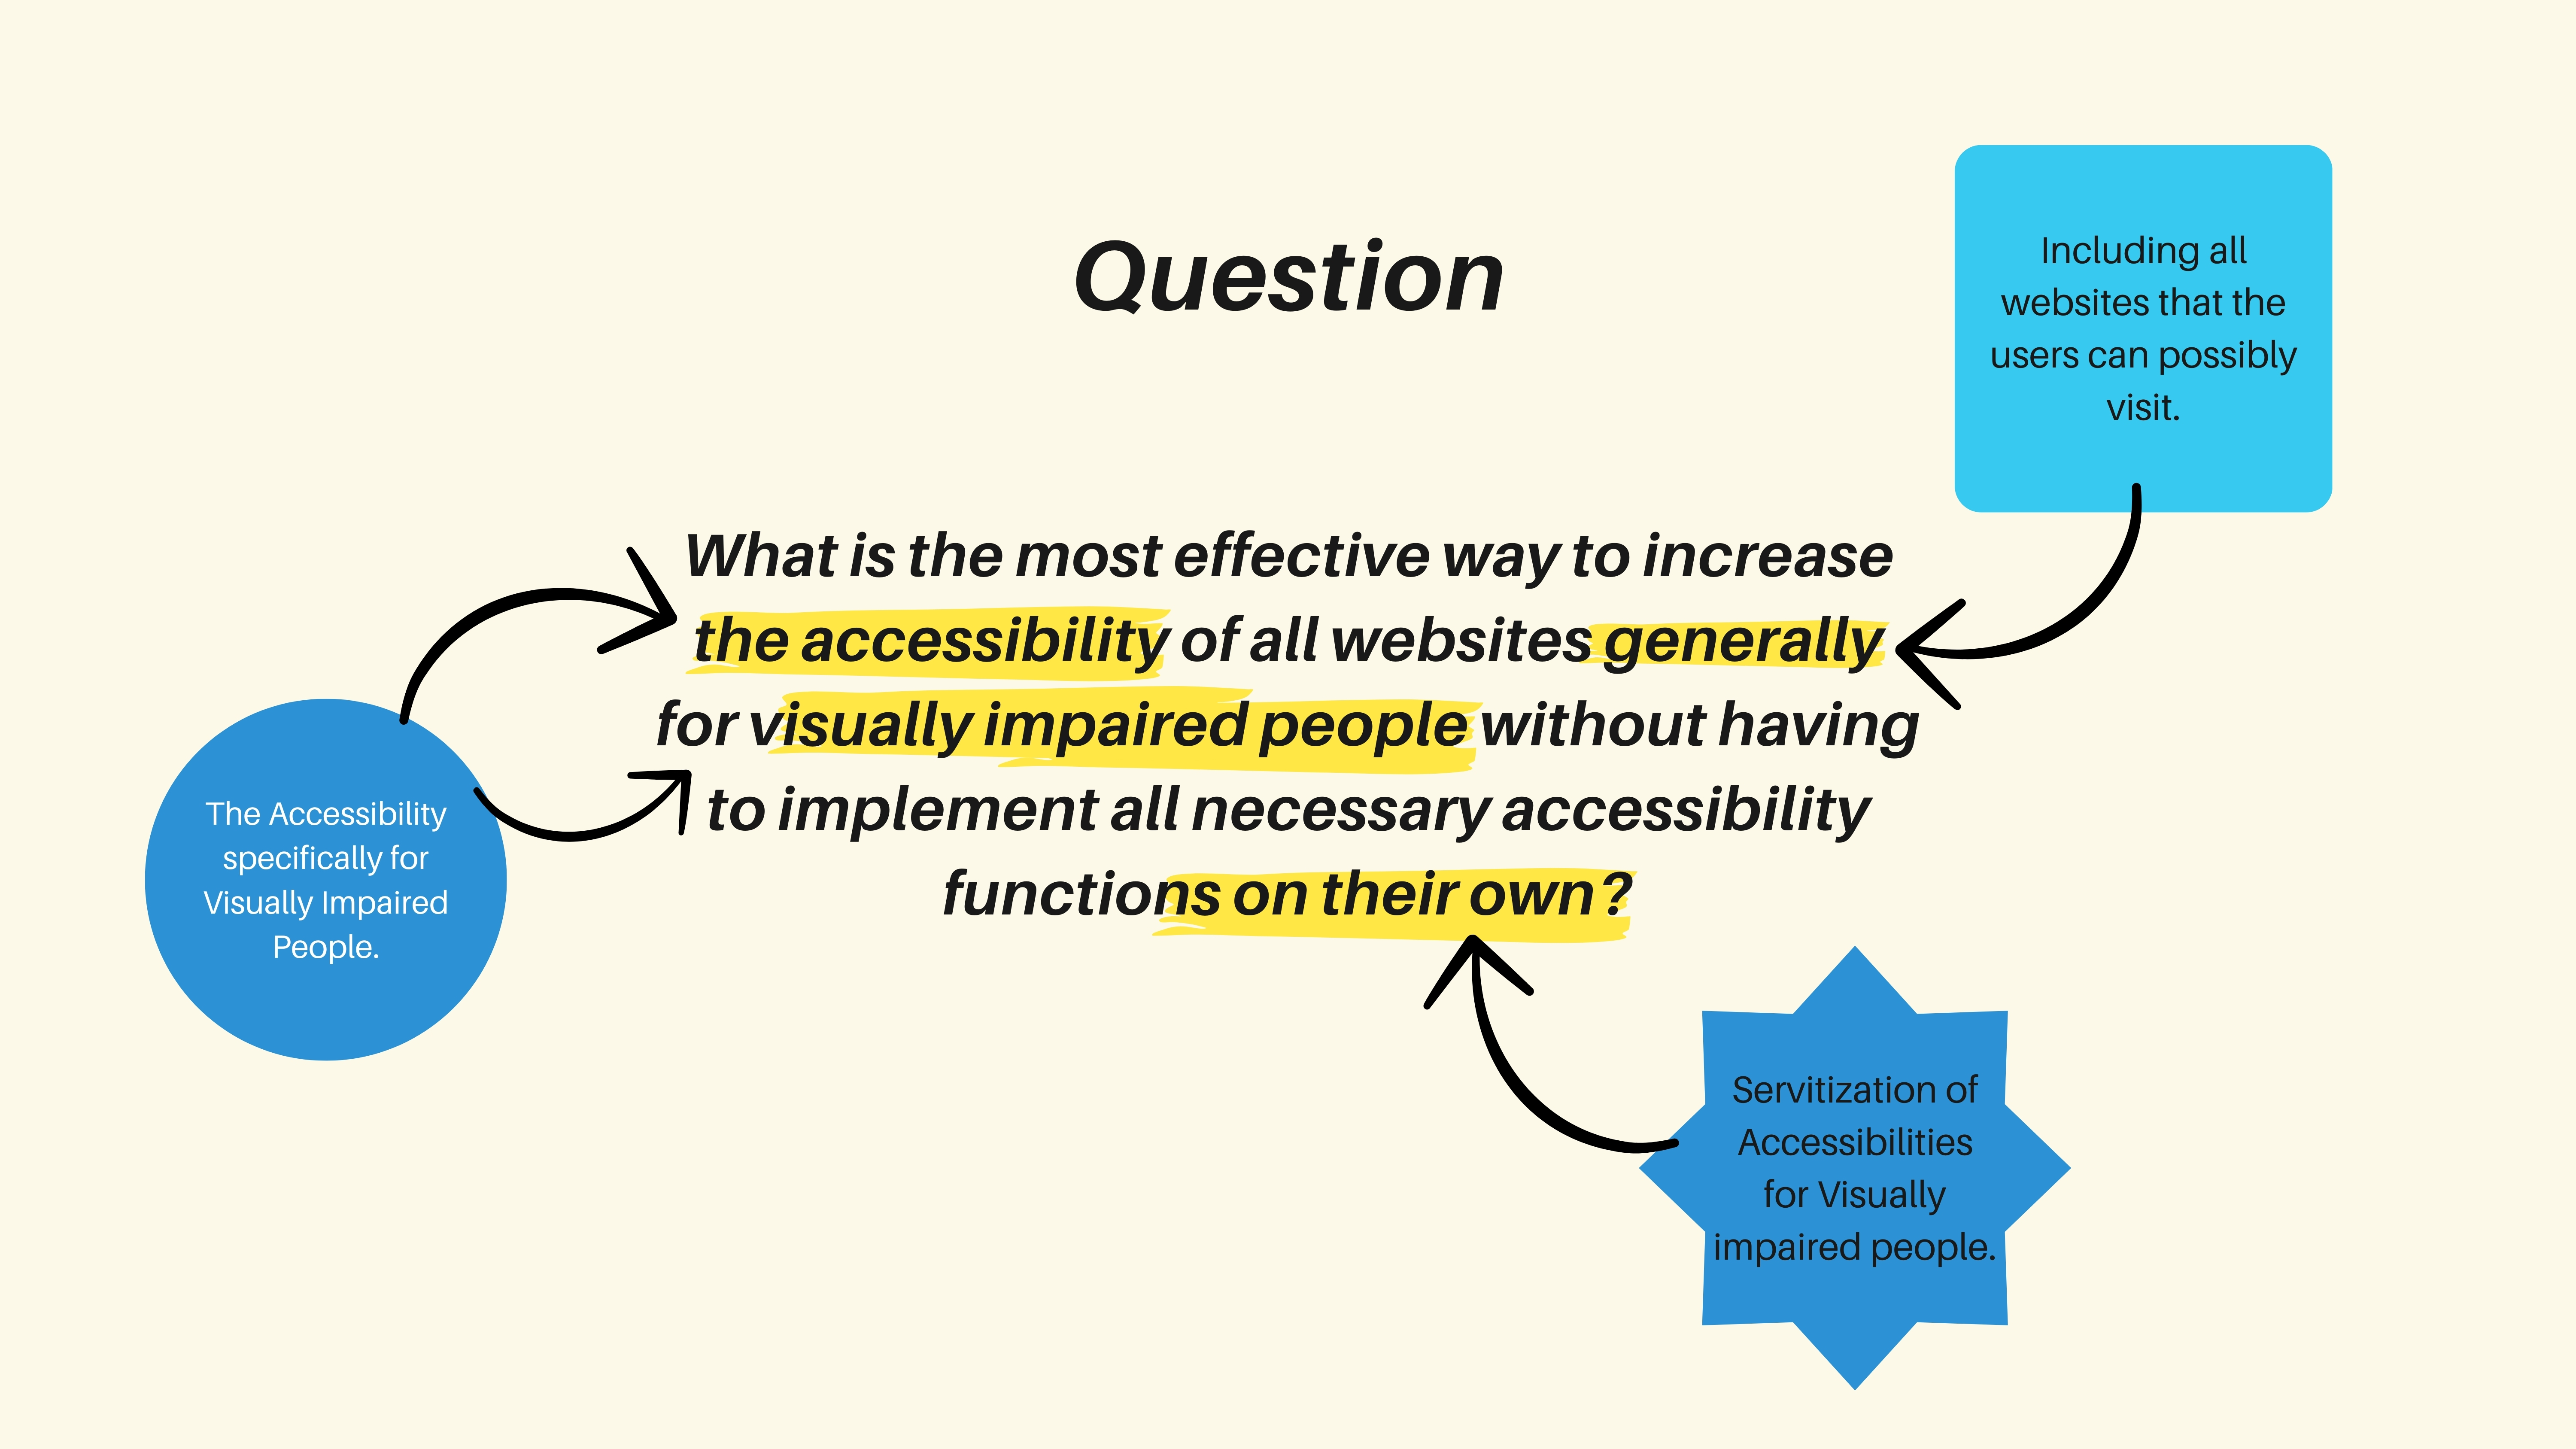 Question
Including all
websites that the
users can possibly
visit.
What is the most effective way to increase
the accessibility of all websites generally
for visually impaired people without having
to implement all necessary accessibility
functions on their own?
The Accessibility
specifically for
Visually Impaired
People.
Servitization of
Accessibilities
for Visually
impaired people.